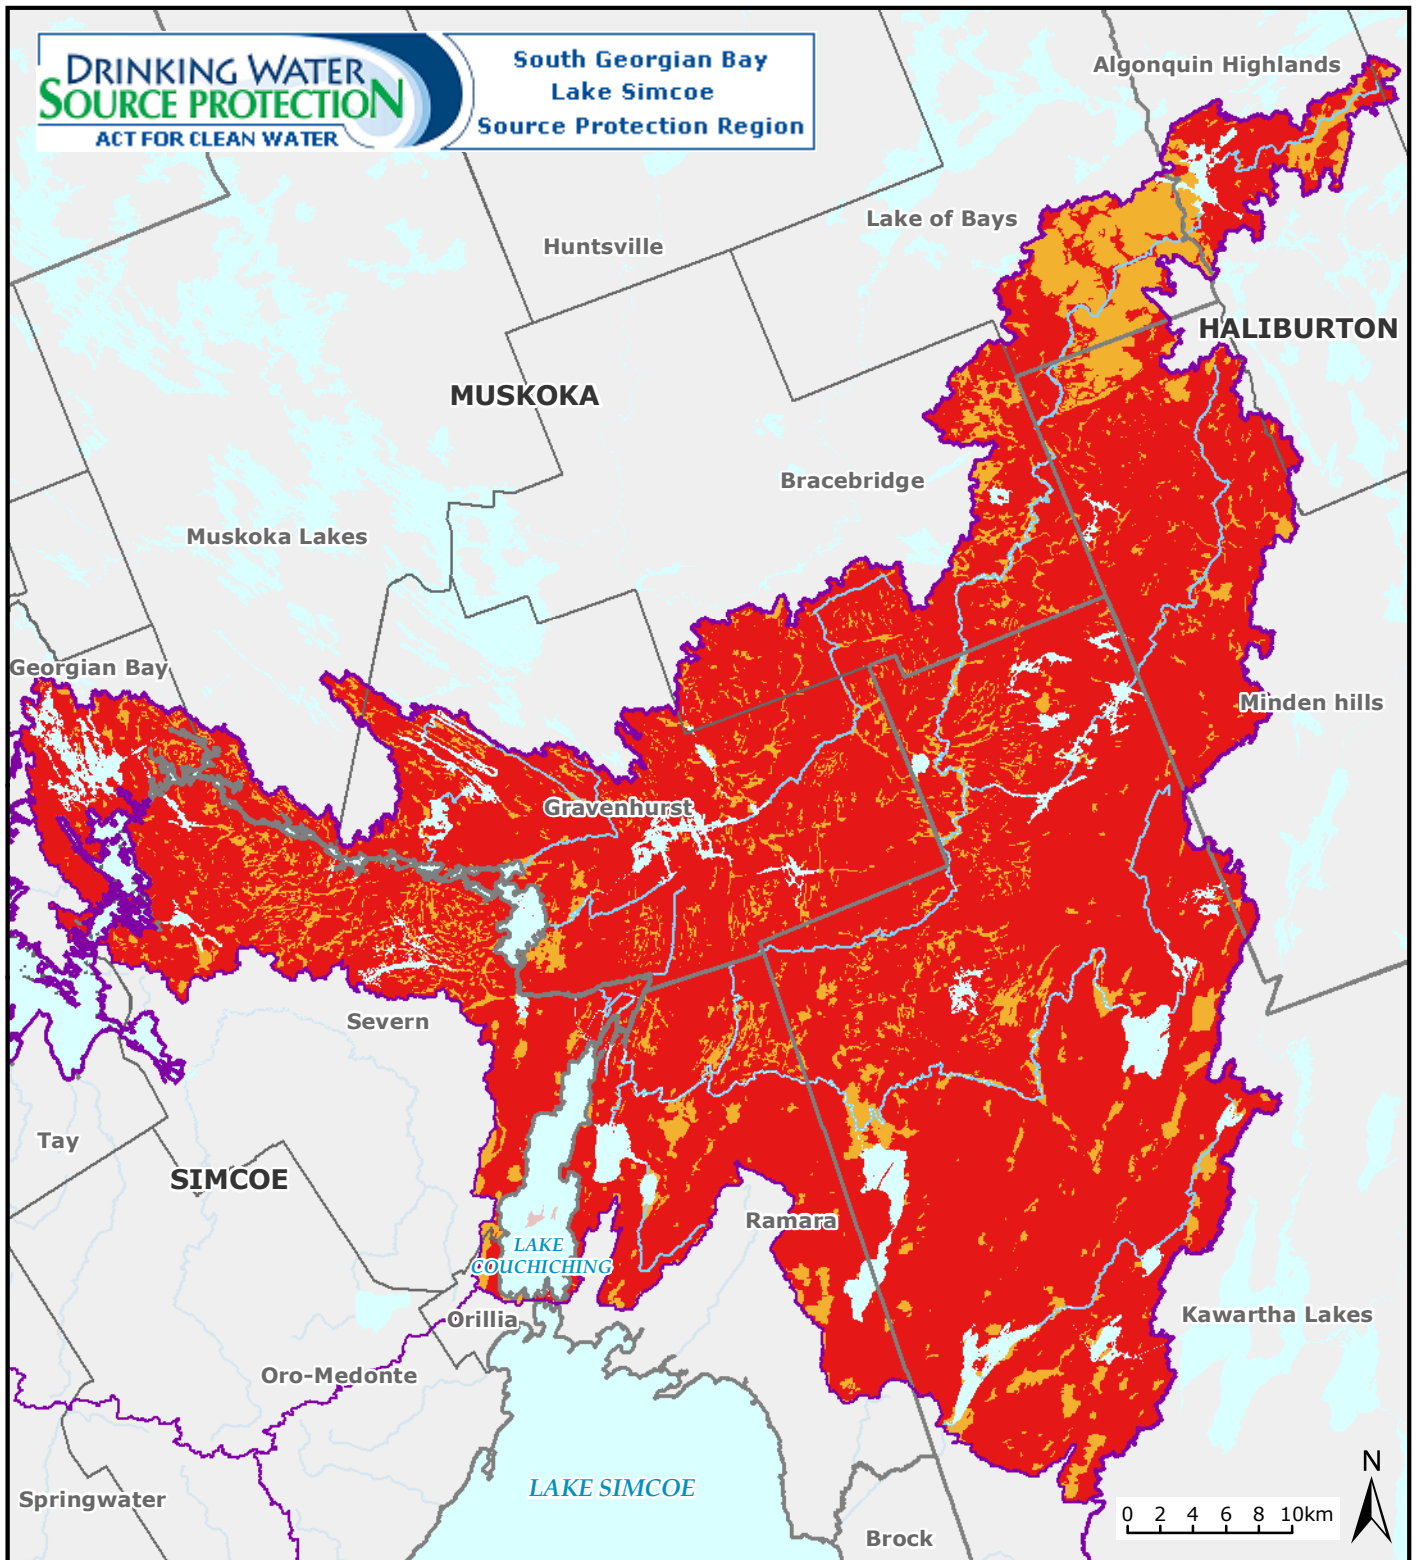 DRINKING WATER
SOURCE PROTECTION
ACT FOR CLEAN WATER
South Georgian Bay
Lake Simcoe
Source Protection Region
Algonquin Highlands
Lake of Bays
Huntsville
HALIBURTON
MUSKOKA
Bracebridge
Muskoka Lakes
Georgian Bay
Minden hills
Gravenhurst
Severn
Tay
SIMCOE
Ramara
LAKE
COUCHICHING
Orillia
Kawartha Lakes
Oro-Medonte
LAKE SIMCOE
Springwater
Brock
N
0 2 4 6 8 10km